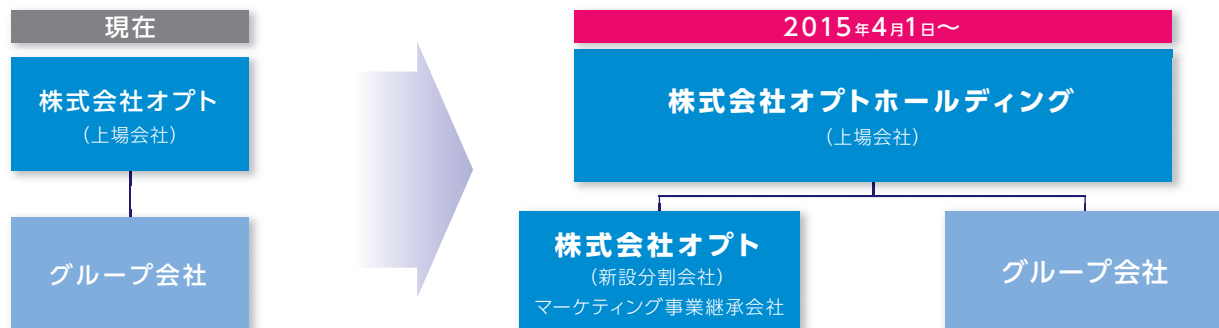 現在
株式会社オプト
(上場会社)
グループ会社
2015年4月1日～
株式会社オプトホールディング
(上場会社)
株式会社オプト
(新設分割会社)
マーケティング事業継承会社
グループ会社